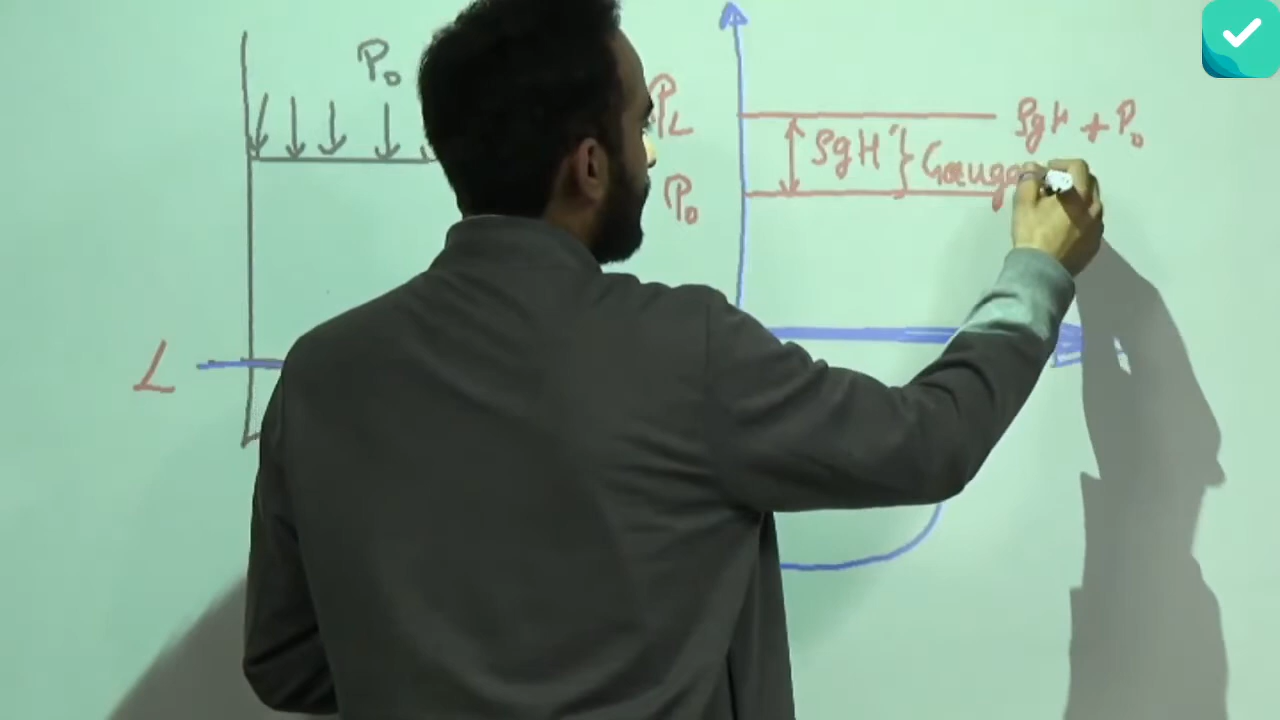 P₀
P_L
ρgH + P₀
ρgH } Gauge
P₀
L